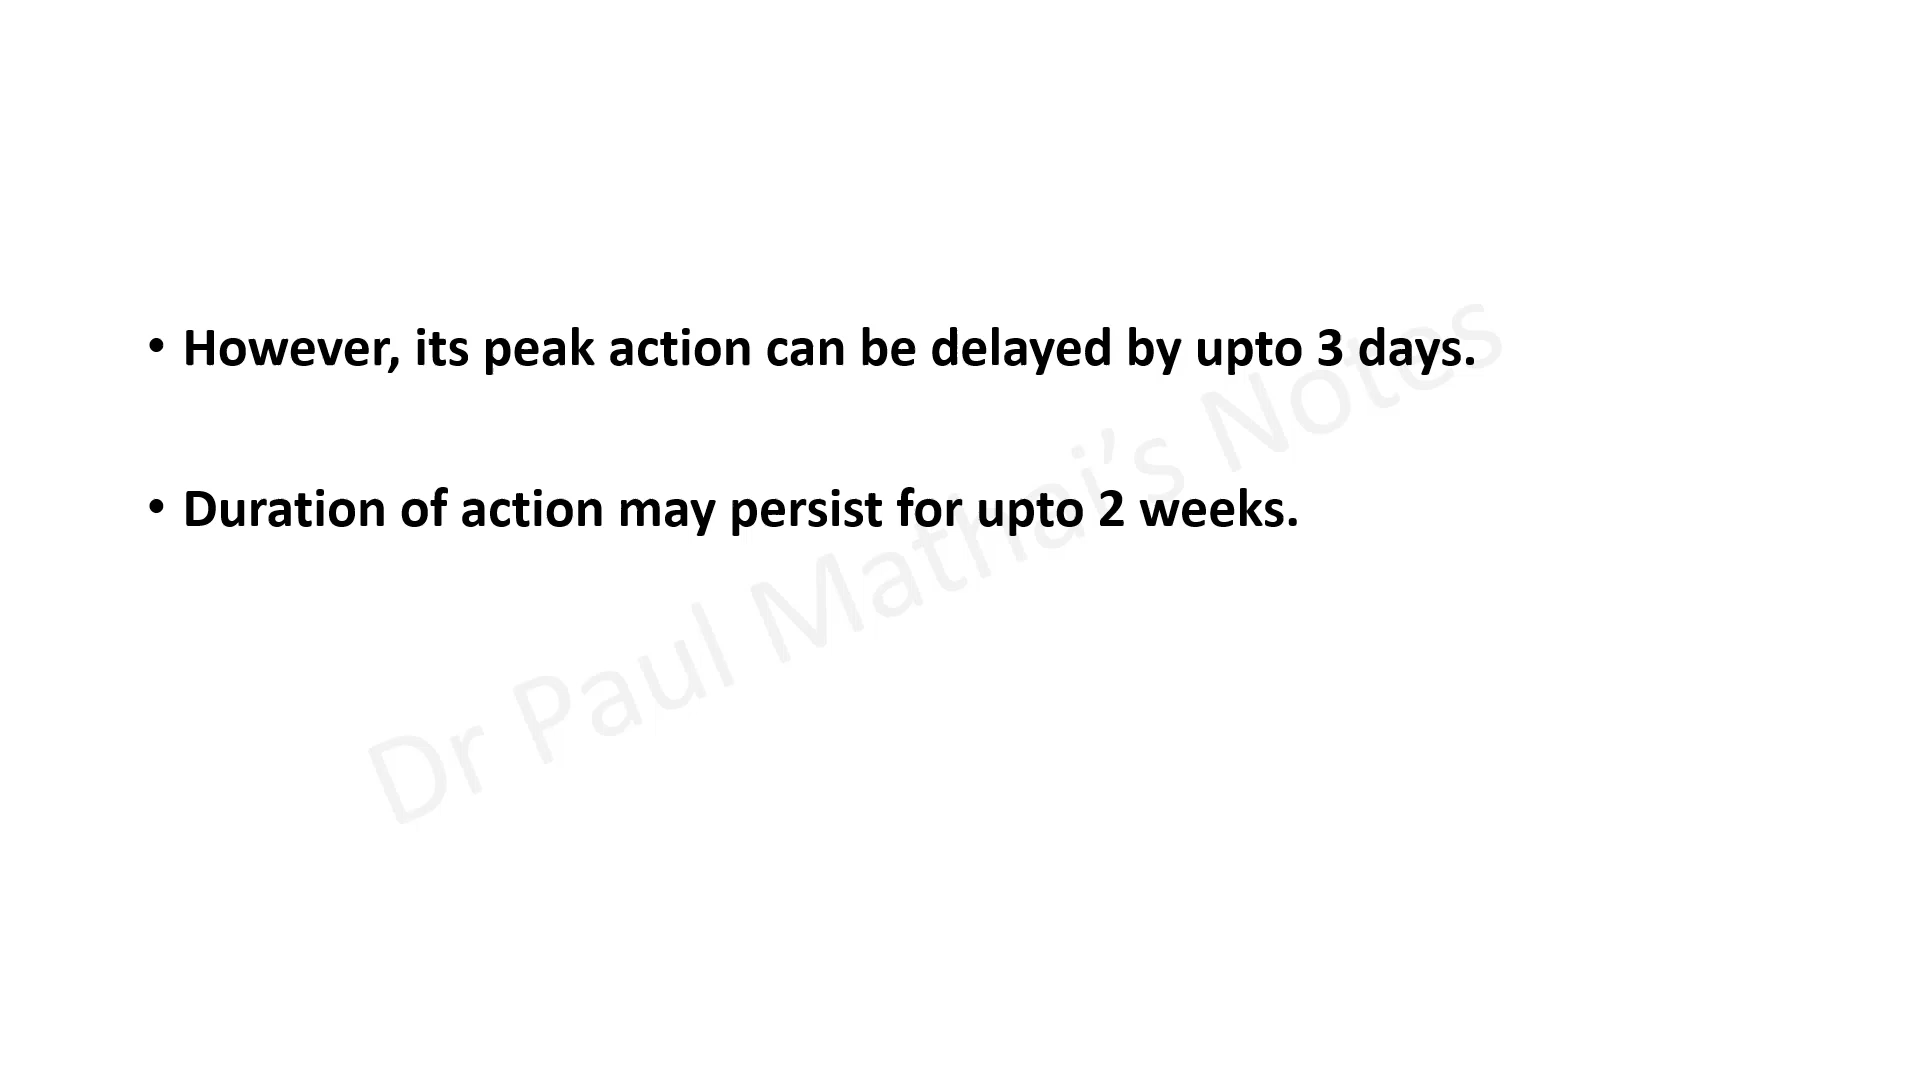 • However, its peak action can be delayed by upto 3 days.
• Duration of action may persist for upto 2 weeks.
Dr Paul Mathai’s Notes